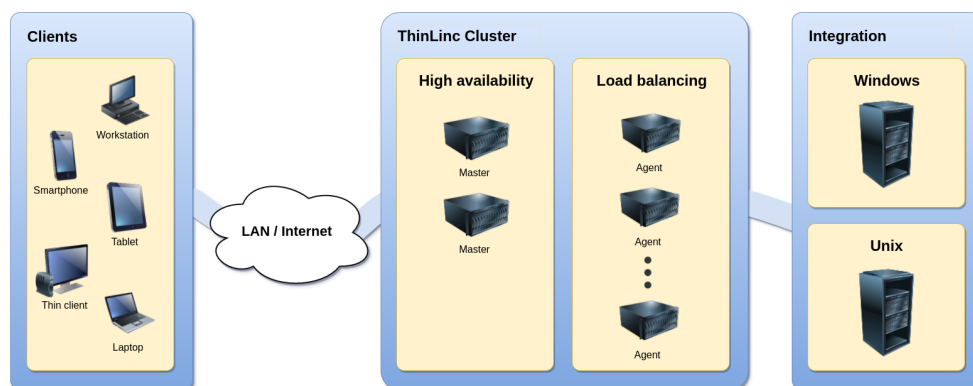 Clients
Workstation
Smartphone
Tablet
Thin client
Laptop
LAN / Internet
ThinLinc Cluster
High availability
Master
Master
Load balancing
Agent
Agent
Agent
Integration
Windows
Unix